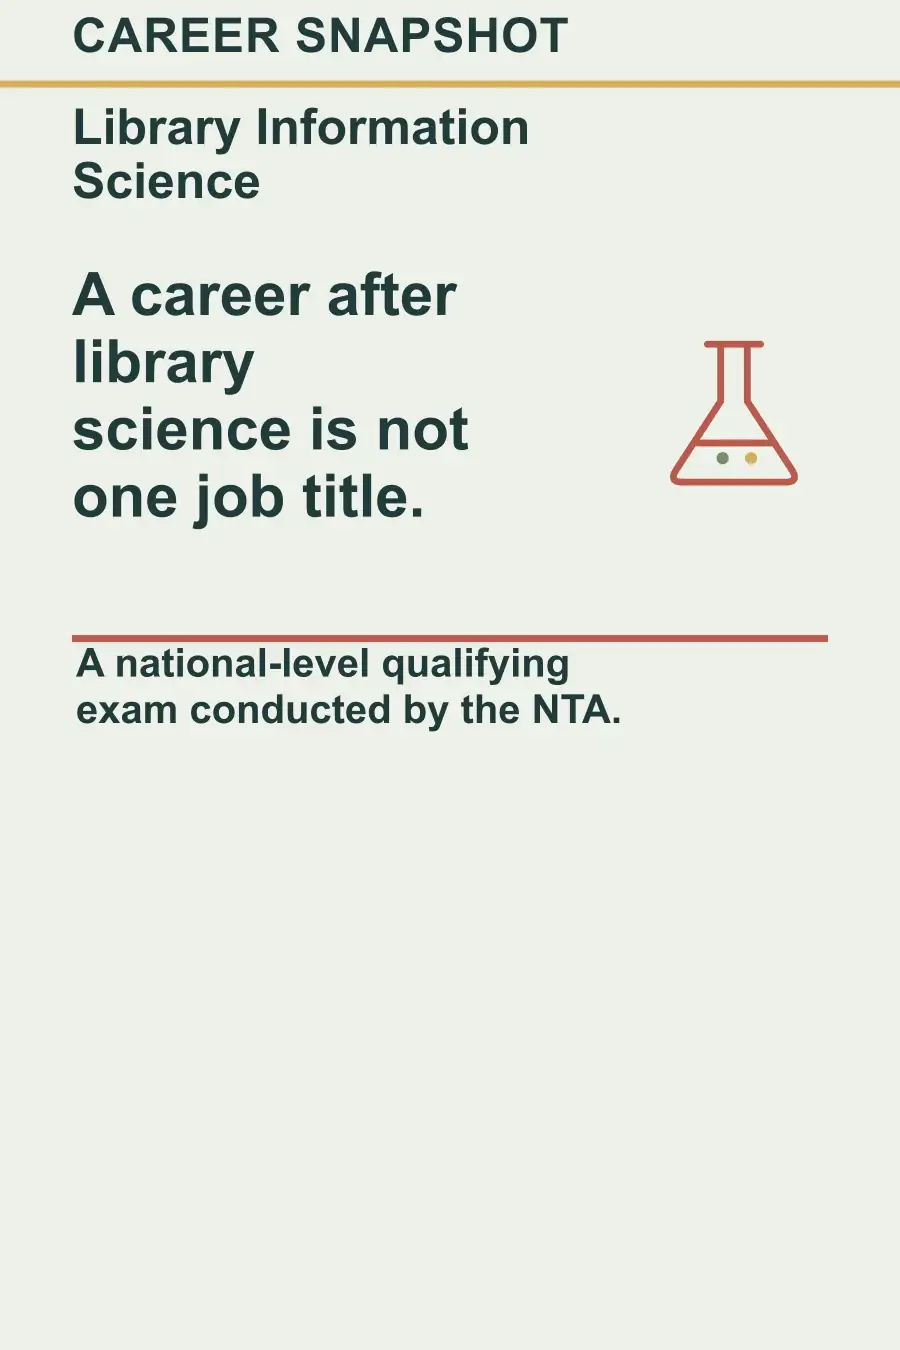 CAREER SNAPSHOT
Library Information
Science
A career after
library
science is not
one job title.
A national-level qualifying
exam conducted by the NTA.